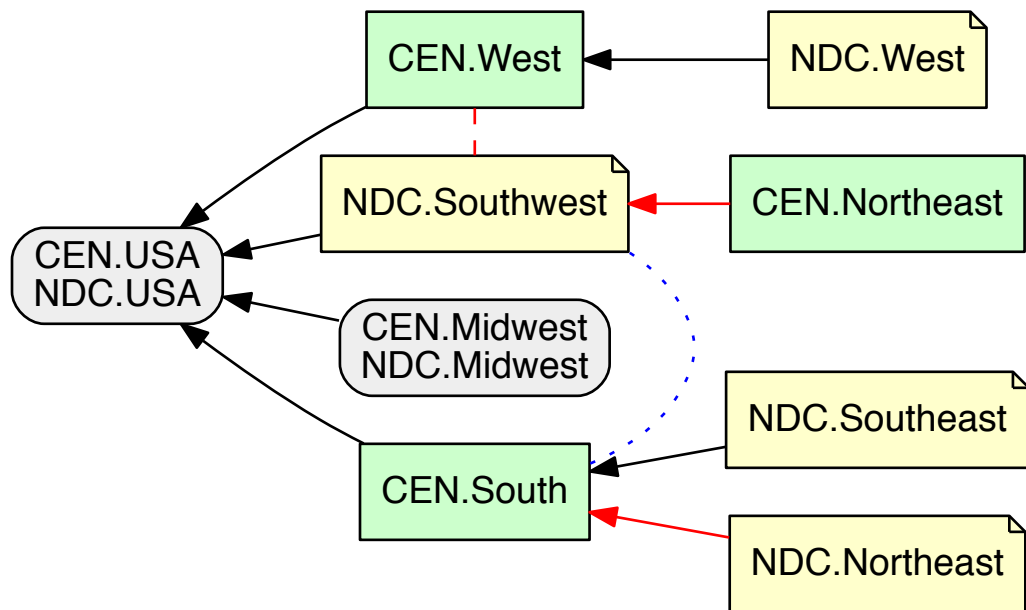 CEN.West
NDC.West
NDC.Southwest
CEN.Northeast
CEN.USA
NDC.USA
CEN.Midwest
NDC.Midwest
NDC.Southeast
CEN.South
NDC.Northeast